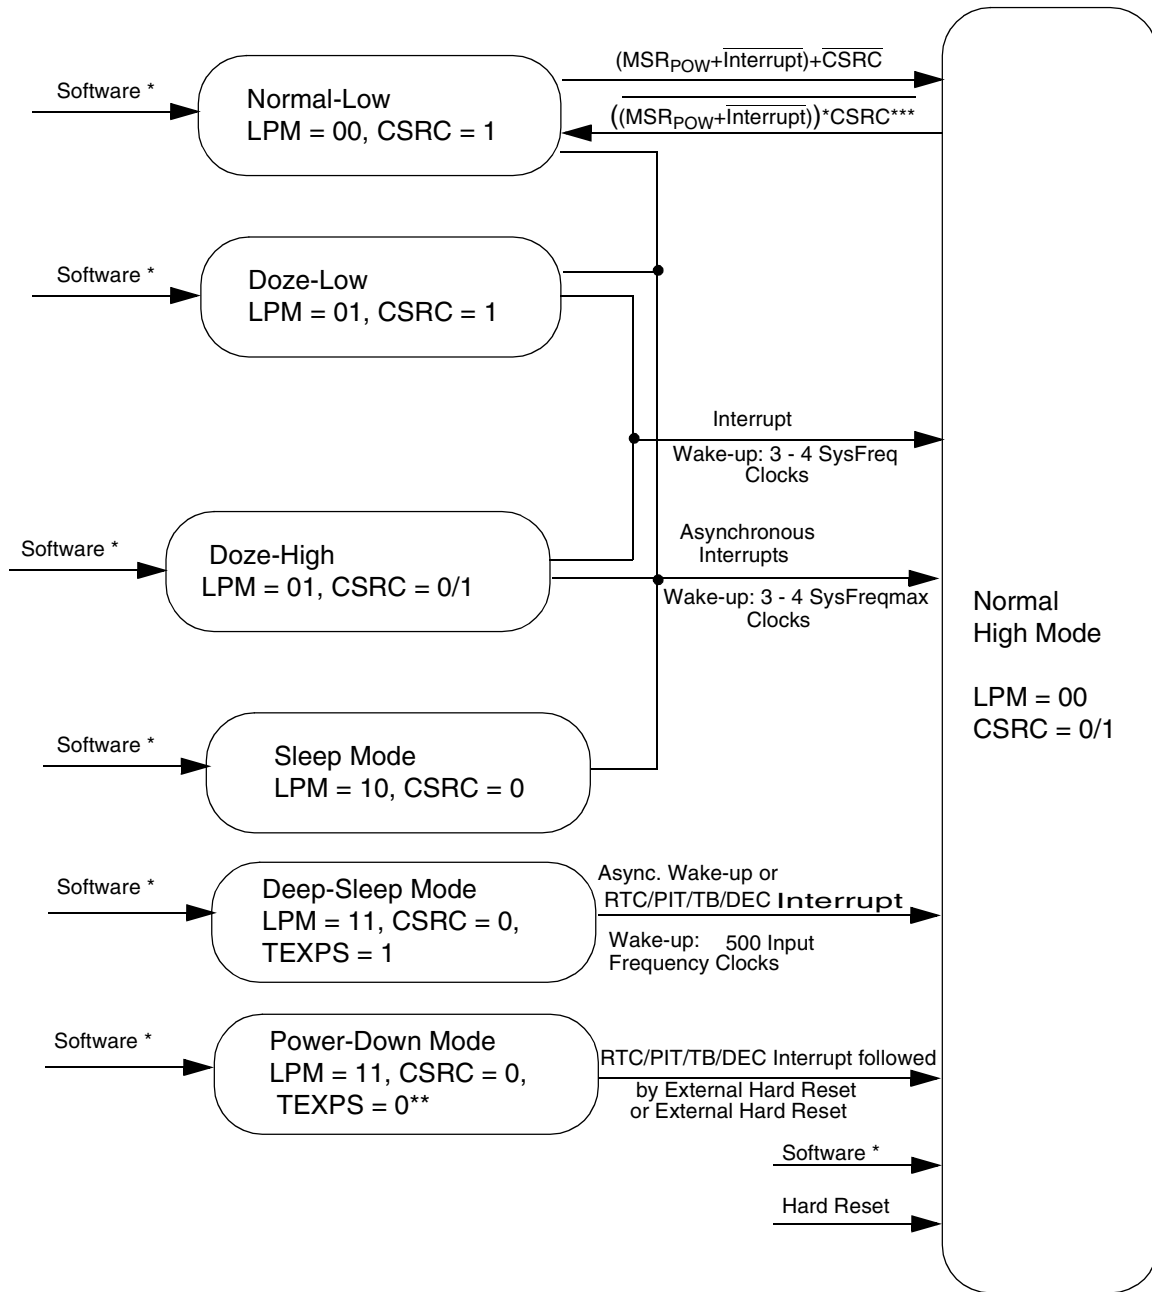 Software *
Normal-Low
LPM = 00, CSRC = 1
(MSRPOW+Interrupt)+CSRC
((MSRPOW+Interrupt))*CSRC***
Software *
Doze-Low
LPM = 01, CSRC = 1
Interrupt
Wake-up: 3 - 4 SysFreq
Clocks
Software *
Doze-High
LPM = 01, CSRC = 0/1
Asynchronous
Interrupts
Wake-up: 3 - 4 SysFreqmax
Clocks
Normal
High Mode
LPM = 00
CSRC = 0/1
Software *
Sleep Mode
LPM = 10, CSRC = 0
Software *
Deep-Sleep Mode
LPM = 11, CSRC = 0,
TEXPS = 1
Async. Wake-up or
RTC/PIT/TB/DEC Interrupt
Wake-up: 500 Input
Frequency Clocks
Software *
Power-Down Mode
LPM = 11, CSRC = 0,
TEXPS = 0**
RTC/PIT/TB/DEC Interrupt followed
by External Hard Reset
or External Hard Reset
Software *
Hard Reset